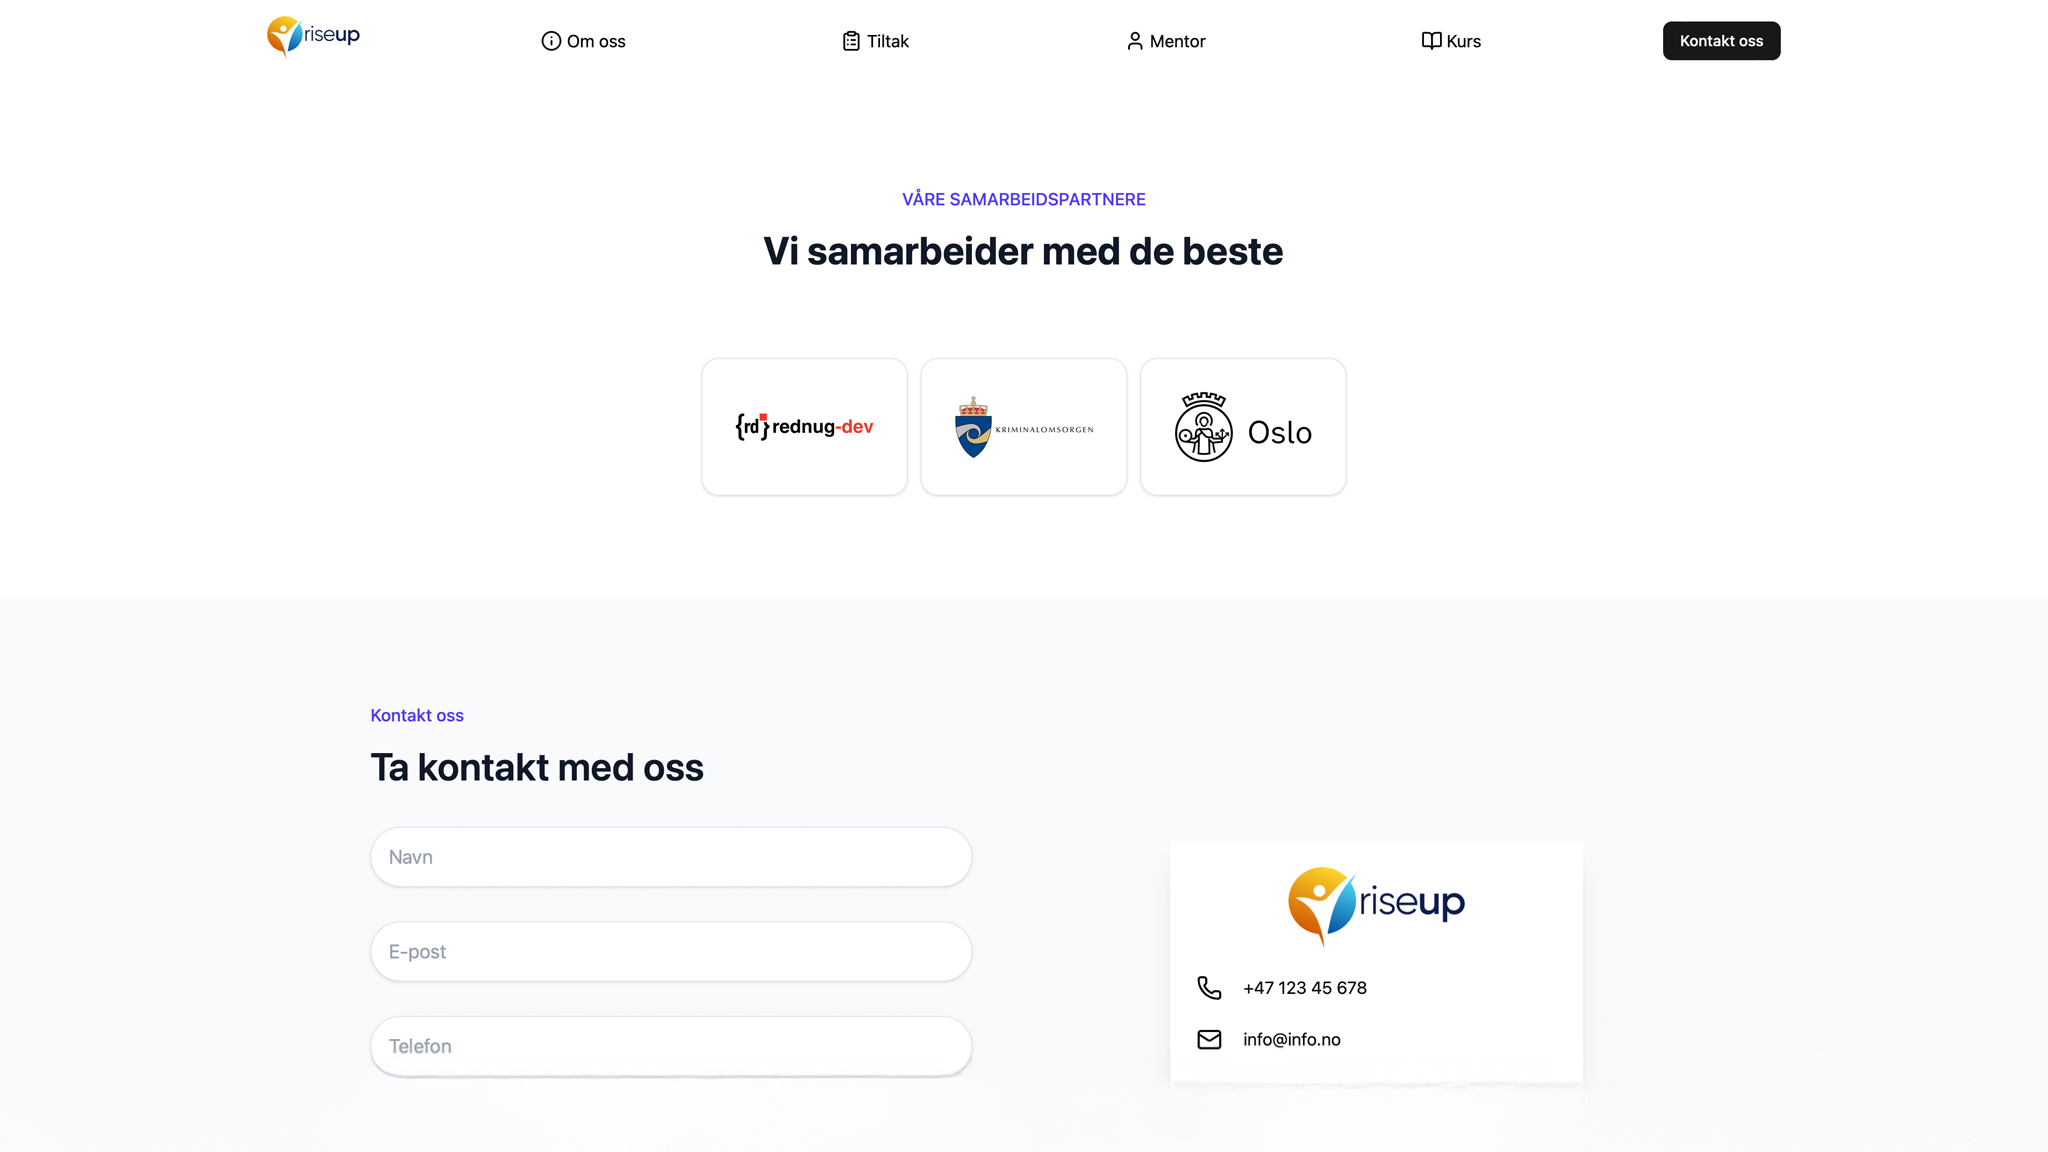 riseup
Om oss
Tiltak
Mentor
Kurs
Kontakt oss
VÅRE SAMARBEIDSPARTNERE
Vi samarbeider med de beste
{rd} rednug-dev
KRIMINALOMSORGEN
Oslo
Kontakt oss
Ta kontakt med oss
Navn
E-post
Telefon
riseup
+47 123 45 678
info@info.no